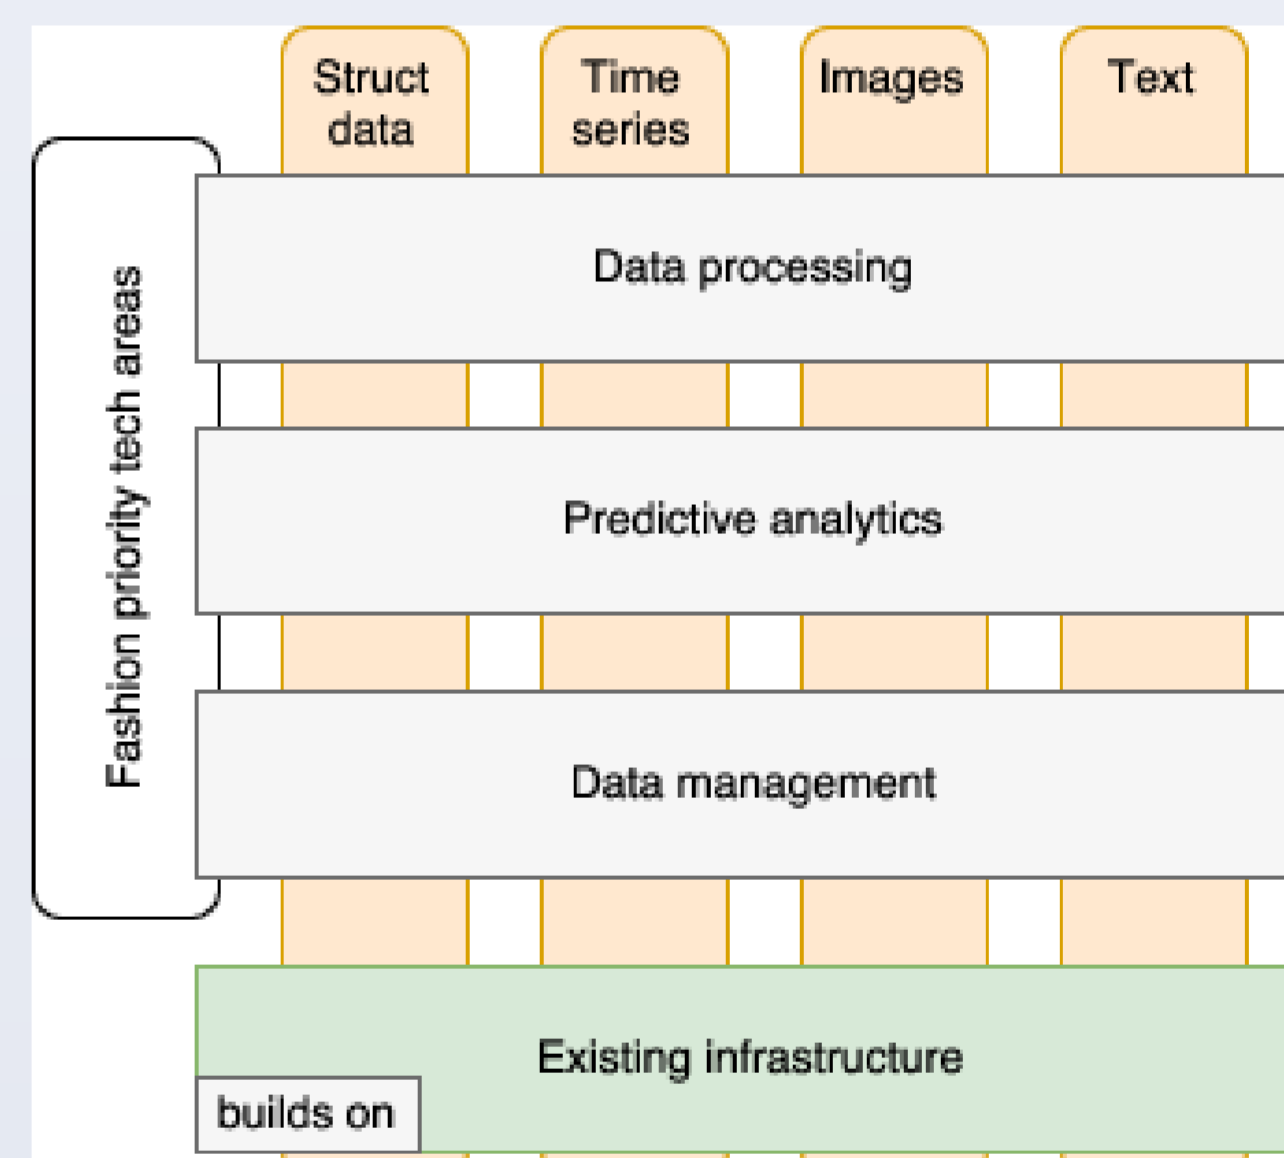 Struct
data
Time
series
Images
Text
Fashion priority tech areas
Data processing
Predictive analytics
Data management
Existing infrastructure
builds on